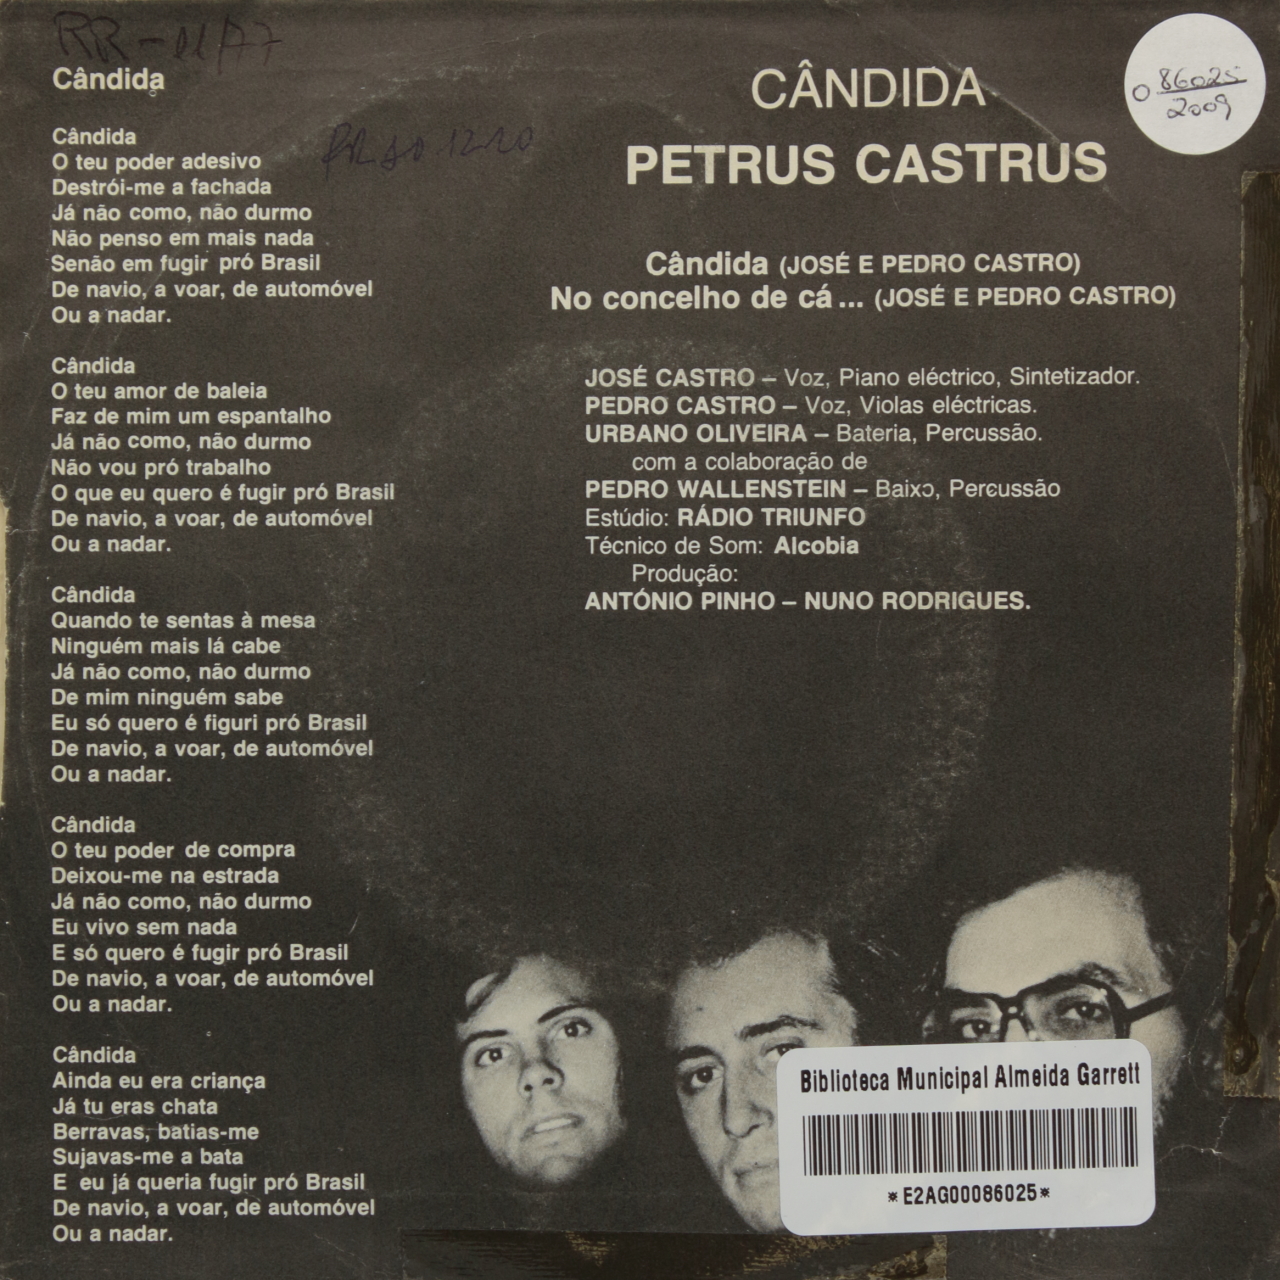 RR-11/77
Cândida
Cândida
O teu poder adesivo
Destrói-me a fachada
Já não como, não durmo
Não penso em mais nada
Senão em fugir pró Brasil
De navio, a voar, de automóvel
Ou a nadar.
Cândida
O teu amor de baleia
Faz de mim um espantalho
Já não como, não durmo
Não vou pró trabalho
O que eu quero é fugir pró Brasil
De navio, a voar, de automóvel
Ou a nadar.
Cândida
Quando te sentas à mesa
Ninguém mais lá cabe
Já não como, não durmo
De mim ninguém sabe
Eu só quero é figuri pró Brasil
De navio, a voar, de automóvel
Ou a nadar.
Cândida
O teu poder de compra
Deixou-me na estrada
Já não como, não durmo
Eu vivo sem nada
E só quero é fugir pró Brasil
De navio, a voar, de automóvel
Ou a nadar.
Cândida
Ainda eu era criança
Já tu eras chata
Berravas, batias-me
Sujavas-me a bata
E eu já queria fugir pró Brasil
De navio, a voar, de automóvel
Ou a nadar.
CÂNDIDA
PETRUS CASTRUS
Cândida (JOSÉ E PEDRO CASTRO)
No concelho de cá... (JOSÉ E PEDRO CASTRO)
JOSÉ CASTRO – Voz, Piano eléctrico, Sintetizador.
PEDRO CASTRO – Voz, Violas eléctricas.
URBANO OLIVEIRA – Bateria, Percussão.
com a colaboração de
PEDRO WALLENSTEIN – Baixo, Percussão
Estúdio: RÁDIO TRIUNFO
Técnico de Som: Alcobia
Produção:
ANTÓNIO PINHO – NUNO RODRIGUES.
O 86025
2009
Biblioteca Municipal Almeida Garrett
*E2AG00086025*